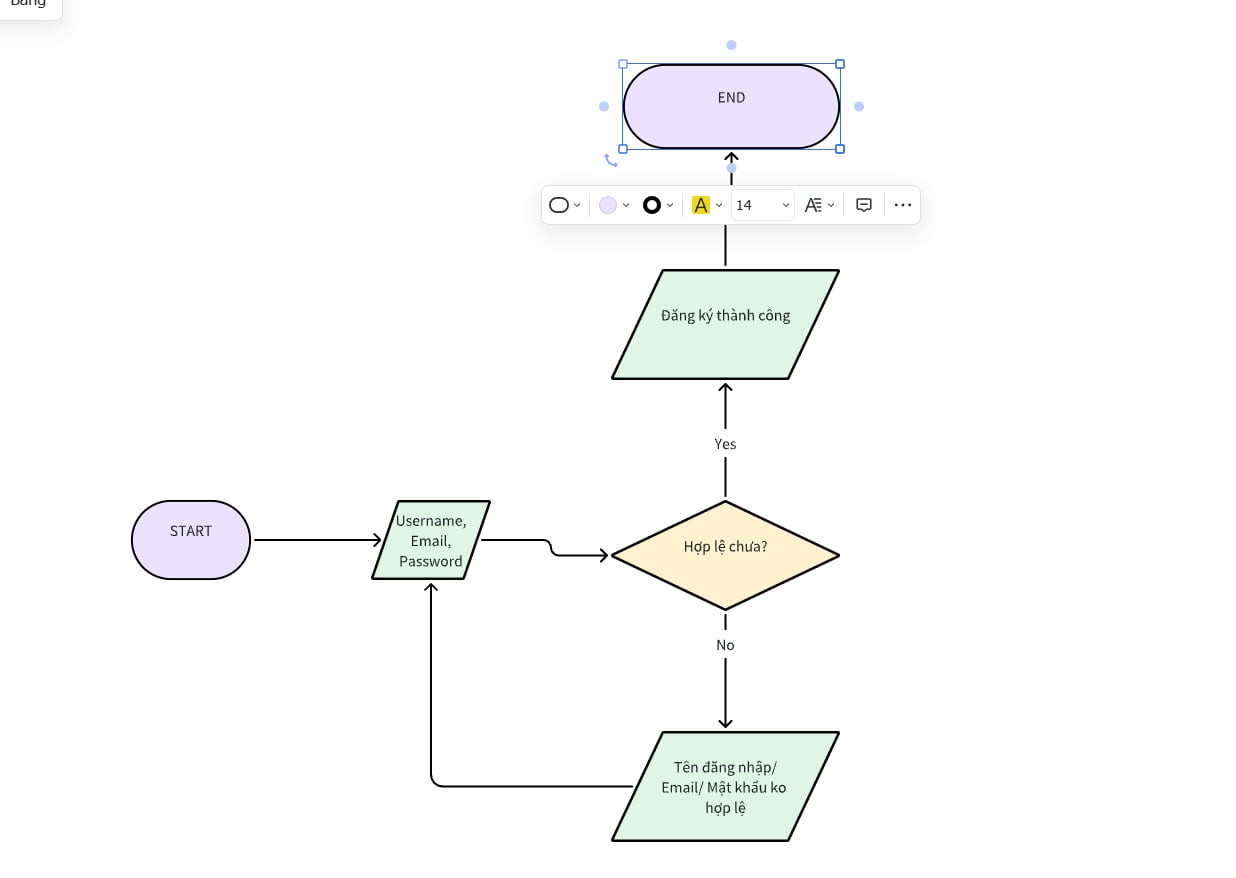 Bảng
END
A
14
A
Đăng ký thành công
Yes
START
Username,
Email,
Password
Hợp lệ chưa?
No
Tên đăng nhập/
Email/ Mật khẩu ko
hợp lệ